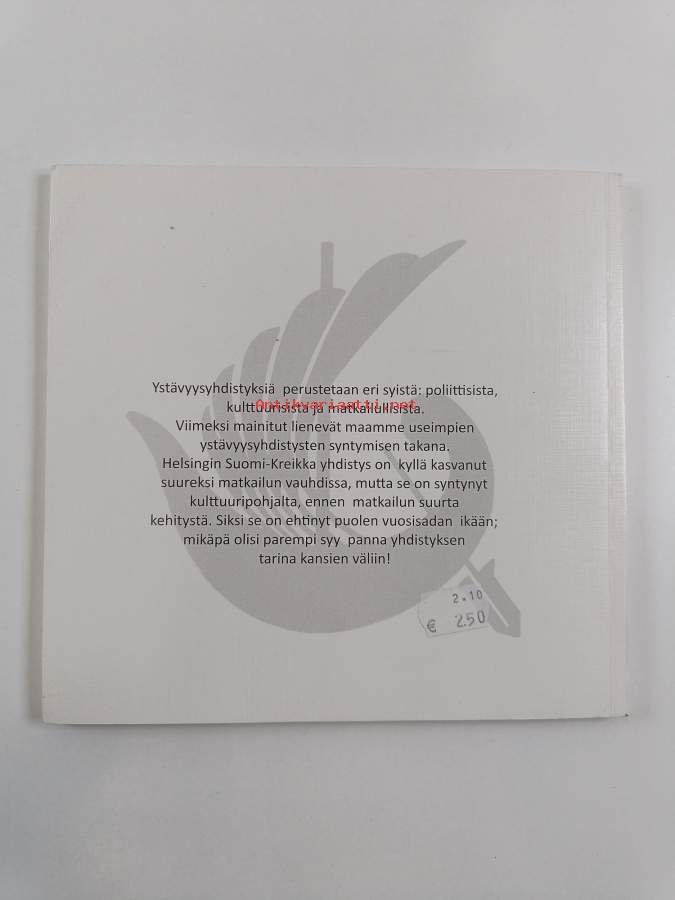 Ystävyysyhdistyksiä perustetaan eri syistä: poliittisista,
kulttuurisista ja matkailullisista.
Antikvariaatti.net
Viimeksi mainitut lienevät maamme useimpien
ystävyysyhdistysten syntymisen takana.
Helsingin Suomi-Kreikka yhdistys on kyllä kasvanut
suureksi matkailun vauhdissa, mutta se on syntynyt
kulttuuripohjalta, ennen matkailun suurta
kehitystä. Siksi se on ehtinyt puolen vuosisadan ikään;
mikäpä olisi parempi syy panna yhdistyksen
tarina kansien väliin!
2.10
€ 2.50